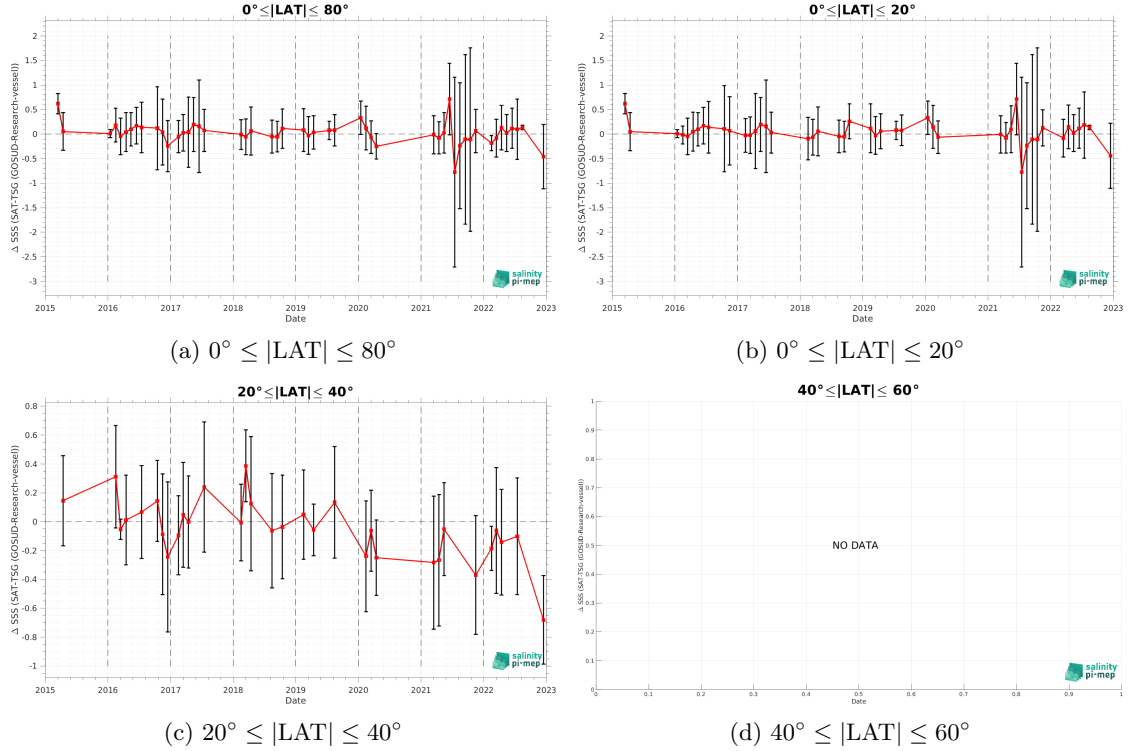 0°≤|LAT|≤ 80°
Δ SSS (SAT-TSG (GOSUD-Research-vessel))
2
1.5
1
0.5
0
-0.5
-1
-1.5
-2
-2.5
-3
2015 2016 2017 2018 2019 2020 2021 2022 2023
Date
salinity
pi-mep
(a) 0° ≤ |LAT| ≤ 80°
0°≤|LAT|≤ 20°
Δ SSS (SAT-TSG (GOSUD-Research-vessel))
2
1.5
1
0.5
0
-0.5
-1
-1.5
-2
-2.5
-3
2015 2016 2017 2018 2019 2020 2021 2022 2023
Date
salinity
pi-mep
(b) 0° ≤ |LAT| ≤ 20°
20°≤|LAT|≤ 40°
Δ SSS (SAT-TSG (GOSUD-Research-vessel))
0.8
0.6
0.4
0.2
0
-0.2
-0.4
-0.6
-0.8
-1
2015 2016 2017 2018 2019 2020 2021 2022 2023
Date
salinity
pi-mep
(c) 20° ≤ |LAT| ≤ 40°
40°≤|LAT|≤ 60°
Δ SSS (SAT-TSG (GOSUD-Research-vessel))
1
0.9
0.8
0.7
0.6
0.5
0.4
0.3
0.2
0.1
0
NO DATA
0 0.1 0.2 0.3 0.4 0.5 0.6 0.7 0.8 0.9 1
Date
salinity
pi-mep
(d) 40° ≤ |LAT| ≤ 60°